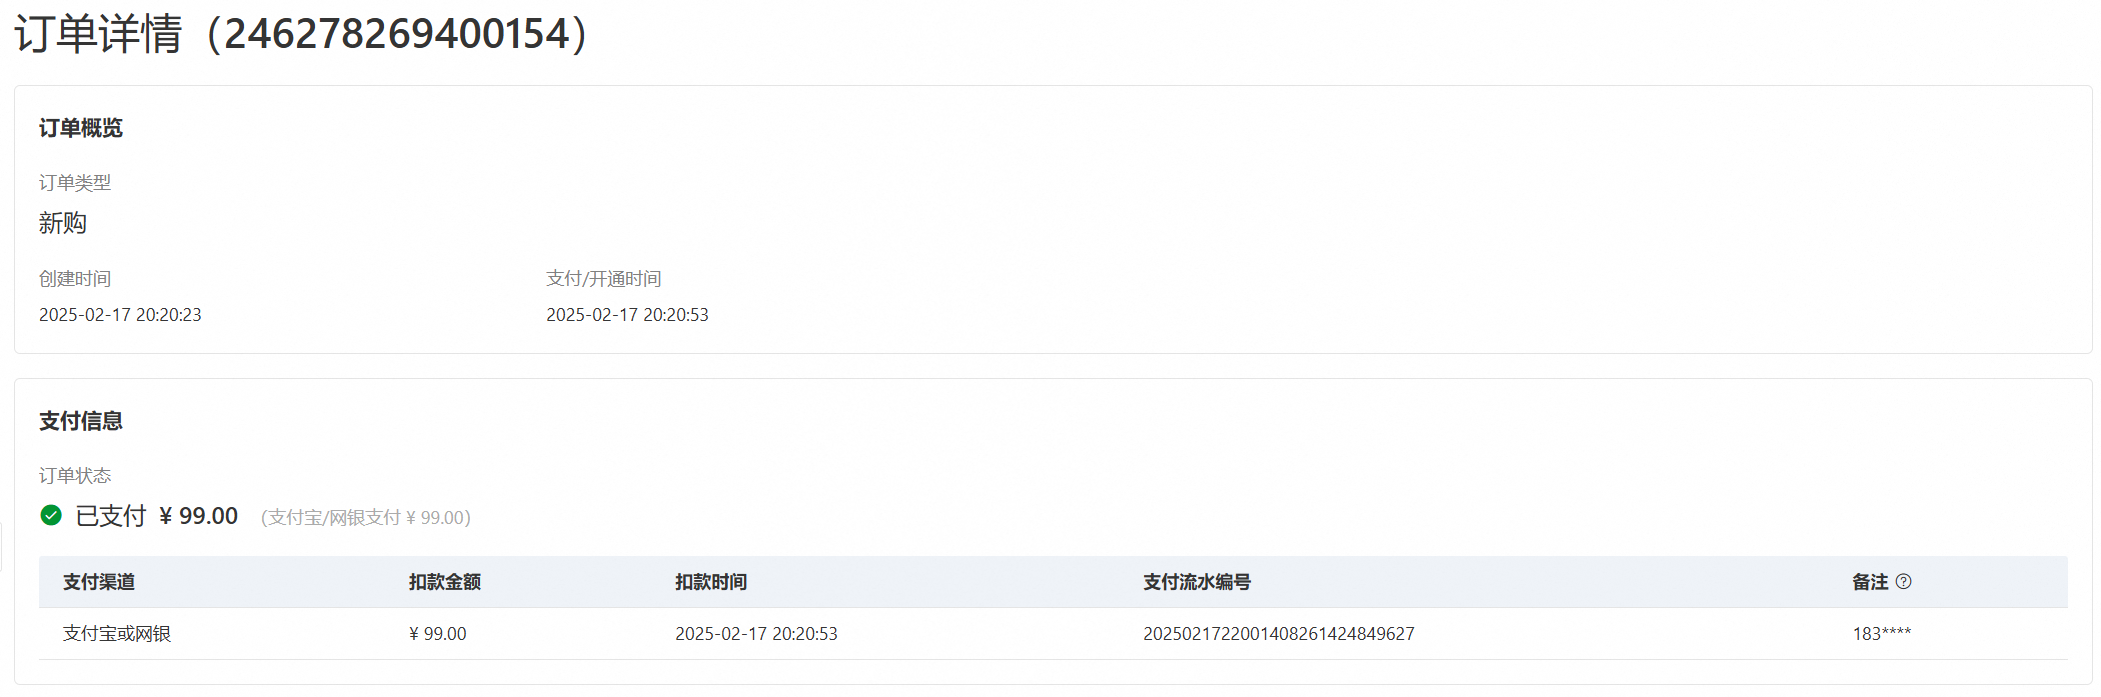 订单详情（246278269400154）
订单概览
订单类型
新购
创建时间 支付/开通时间
2025-02-17 20:20:23 2025-02-17 20:20:53
支付信息
订单状态
已支付 ¥ 99.00 (支付宝/网银支付 ¥ 99.00)
支付渠道 扣款金额 扣款时间 支付流水编号 备注
支付宝或网银 ¥ 99.00 2025-02-17 20:20:53 2025021722001408261424849627 183****